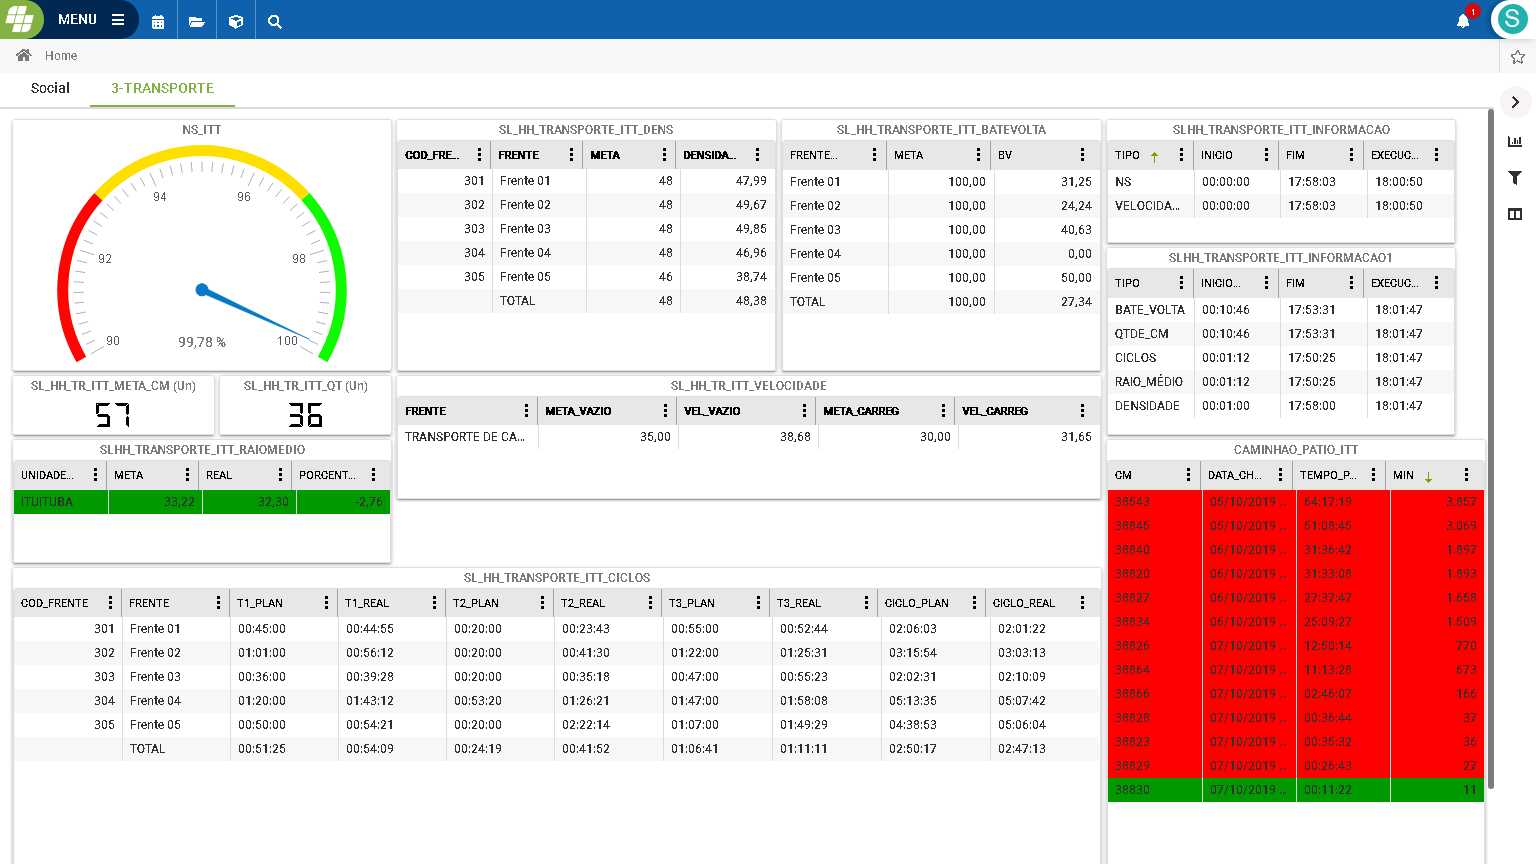 MENU
1
S
Home
Social
3-TRANSPORTE
NS_ITT
90
92
94
96
98
100
99,78 %
SL_HH_TRANSPORTE_ITT_DENS
COD_FRE... FRENTE META DENSIDA...
301 Frente 01 48 47,99
302 Frente 02 48 49,67
303 Frente 03 48 49,85
304 Frente 04 48 46,96
305 Frente 05 46 38,74
TOTAL 48 48,38
SL_HH_TRANSPORTE_ITT_BATEVOLTA
FRENTE... META BV
Frente 01 100,00 31,25
Frente 02 100,00 24,24
Frente 03 100,00 40,63
Frente 04 100,00 0,00
Frente 05 100,00 50,00
TOTAL 100,00 27,34
SLHH_TRANSPORTE_ITT_INFORMACAO
TIPO INICIO FIM EXECUC...
NS 00:00:00 17:58:03 18:00:50
VELOCIDA... 00:00:00 17:58:03 18:00:50
SLHH_TRANSPORTE_ITT_INFORMACAO1
TIPO INICIO... FIM EXECUC...
BATE_VOLTA 00:10:46 17:53:31 18:01:47
QTDE_CM 00:10:46 17:53:31 18:01:47
CICLOS 00:01:12 17:50:25 18:01:47
RAIO_MÉDIO 00:01:12 17:50:25 18:01:47
DENSIDADE 00:01:00 17:58:00 18:01:47
SL_HH_TR_ITT_META_CM (Un)
57
SL_HH_TR_ITT_QT (Un)
36
SL_HH_TR_ITT_VELOCIDADE
FRENTE META_VAZIO VEL_VAZIO META_CARREG VEL_CARREG
TRANSPORTE DE CA... 35,00 38,68 30,00 31,65
SLHH_TRANSPORTE_ITT_RAIOMEDIO
UNIDADE... META REAL PORCENT...
ITUITUBA 33,22 32,30 -2,76
CAMINHAO_PATIO_ITT
CM DATA_CH... TEMPO_P... MIN
38543 05/10/2019 ... 64:17:19 3.857
38845 05/10/2019 ... 51:08:45 3.069
38840 06/10/2019 ... 31:36:42 1.897
38820 06/10/2019 ... 31:33:08 1.893
38827 06/10/2019 ... 27:37:47 1.658
38834 06/10/2019 ... 25:09:27 1.509
38826 07/10/2019 ... 12:50:14 770
38864 07/10/2019 ... 11:13:28 673
38866 07/10/2019 ... 02:46:07 166
38828 07/10/2019 ... 00:36:44 37
38823 07/10/2019 ... 00:35:32 36
38829 07/10/2019 ... 00:26:43 27
38830 07/10/2019 ... 00:11:22 11
SL_HH_TRANSPORTE_ITT_CICLOS
COD_FRENTE FRENTE T1_PLAN T1_REAL T2_PLAN T2_REAL T3_PLAN T3_REAL CICLO_PLAN CICLO_REAL
301 Frente 01 00:45:00 00:44:55 00:20:00 00:23:43 00:55:00 00:52:44 02:06:03 02:01:22
302 Frente 02 01:01:00 00:56:12 00:20:00 00:41:30 01:22:00 01:25:31 03:15:54 03:03:13
303 Frente 03 00:36:00 00:39:28 00:20:00 00:35:18 00:47:00 00:55:23 02:02:31 02:10:09
304 Frente 04 01:20:00 01:43:12 00:53:20 01:26:21 01:47:00 01:58:08 05:13:35 05:07:42
305 Frente 05 00:50:00 00:54:21 00:20:00 02:22:14 01:07:00 01:49:29 04:38:53 05:06:04
TOTAL 00:51:25 00:54:09 00:24:19 00:41:52 01:06:41 01:11:11 02:50:17 02:47:13